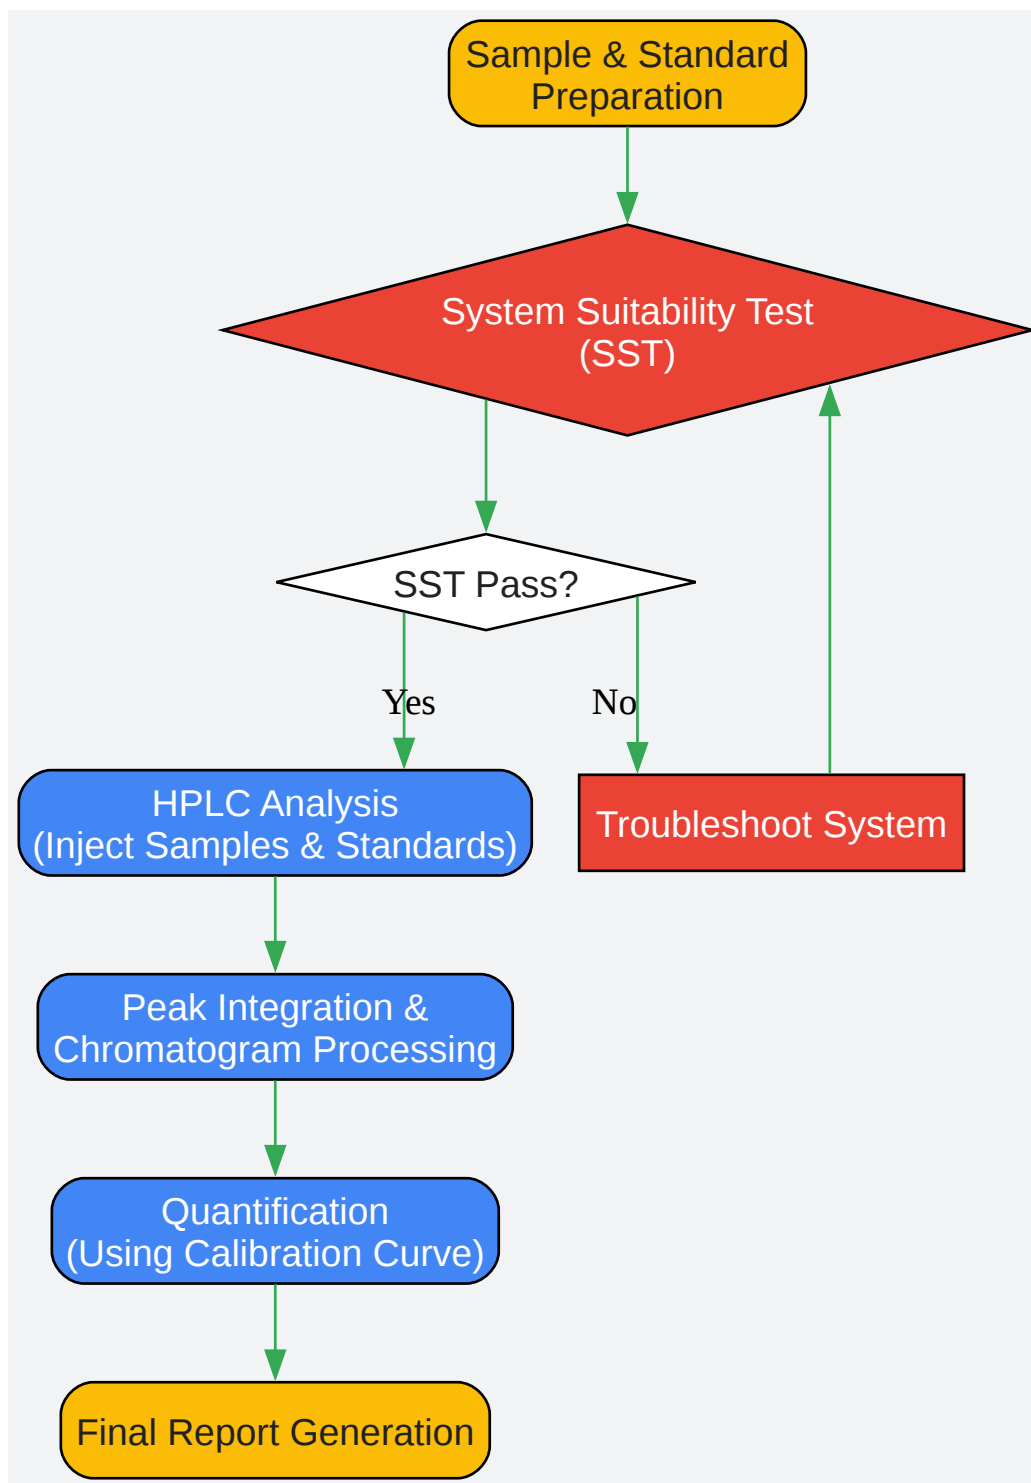 Sample & Standard
Preparation
System Suitability Test
(SST)
SST Pass?
Yes
No
HPLC Analysis
(Inject Samples & Standards)
Troubleshoot System
Peak Integration &
Chromatogram Processing
Quantification
(Using Calibration Curve)
Final Report Generation